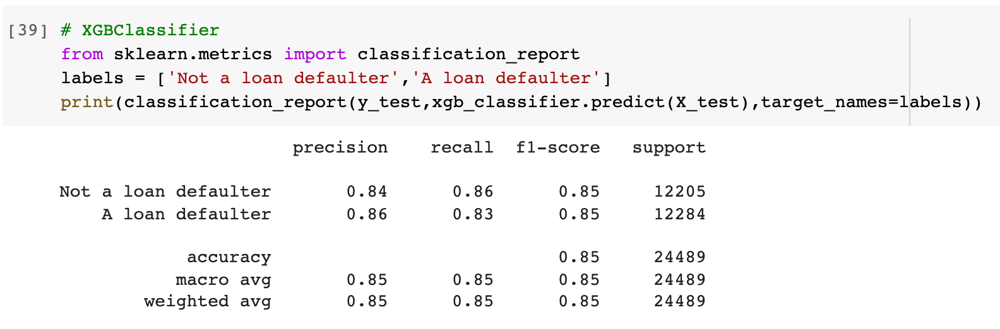 [39] # XGBClassifier
from sklearn.metrics import classification_report
labels = ['Not a loan defaulter','A loan defaulter']
print(classification_report(y_test,xgb_classifier.predict(X_test),target_names=labels))
precision recall f1-score support
Not a loan defaulter 0.84 0.86 0.85 12205
A loan defaulter 0.86 0.83 0.85 12284
accuracy 0.85 24489
macro avg 0.85 0.85 0.85 24489
weighted avg 0.85 0.85 0.85 24489